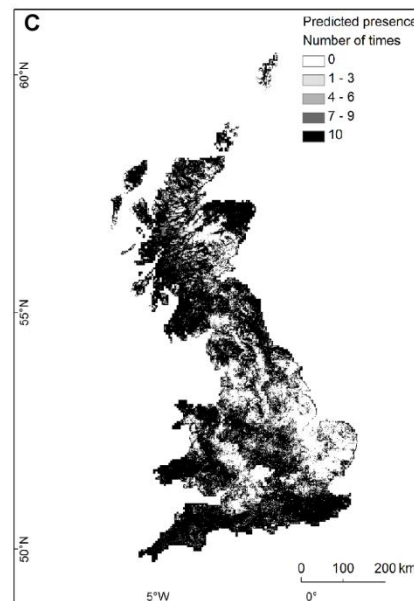 C
Predicted presence
Number of times
0
1 - 3
4 - 6
7 - 9
10
60°N
55°N
50°N
0 100 200 km
5°W 0°